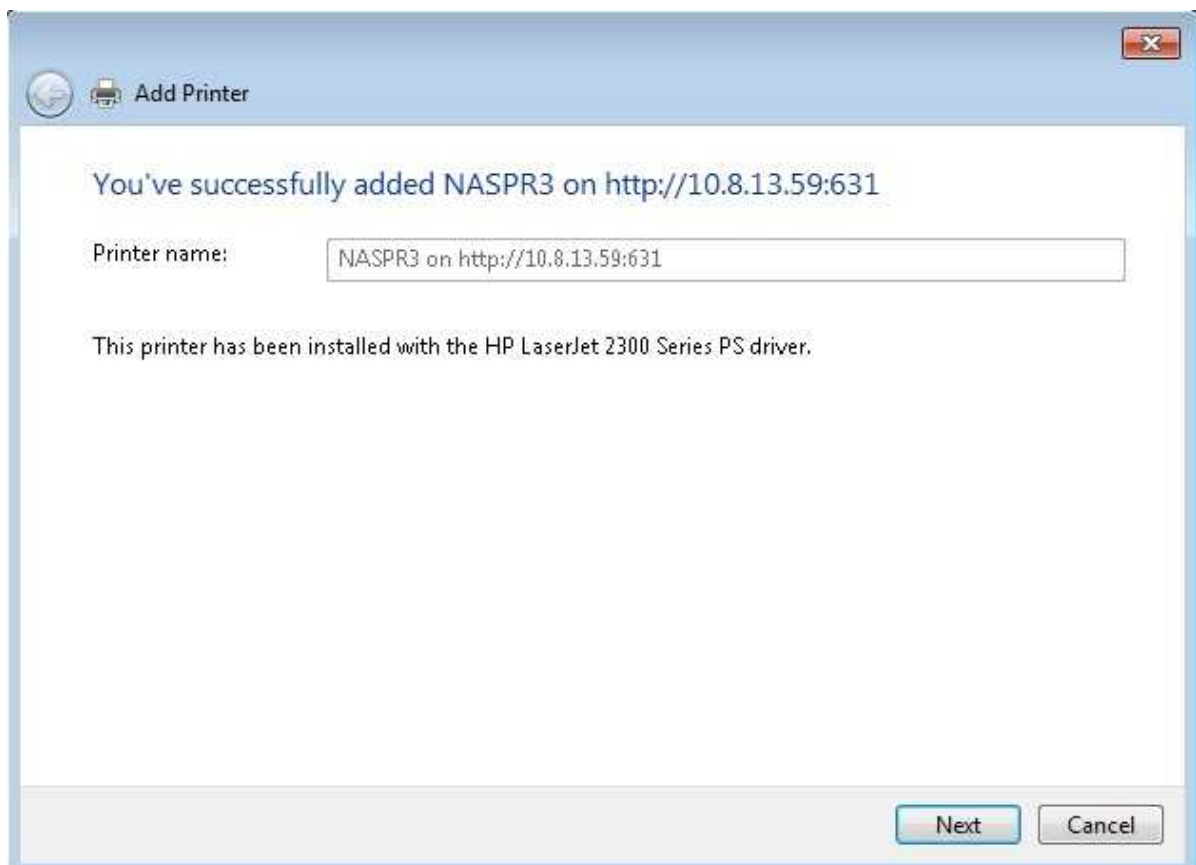 Add Printer
You've successfully added NASPR3 on http://10.8.13.59:631
Printer name:
NASPR3 on http://10.8.13.59:631
This printer has been installed with the HP LaserJet 2300 Series PS driver.
Next
Cancel